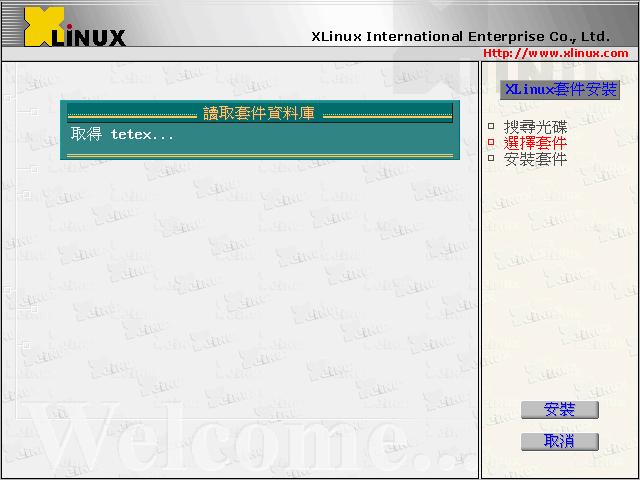 XLINUX
XLinux International Enterprise Co., Ltd.
Http://www.xlinux.com
讀取套件資料庫
取得 tetex...
XLinux套件安裝
搜尋光碟
選擇套件
安裝套件
安裝
取消
Welcome...